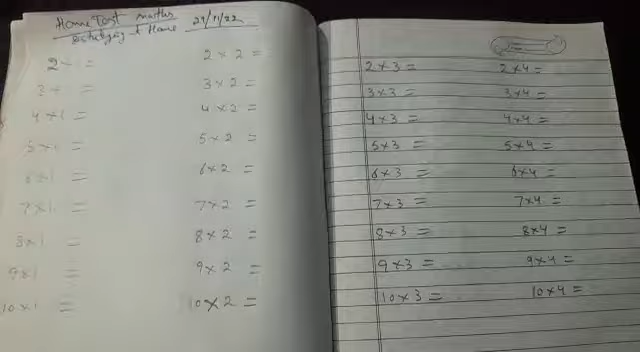 Home Test maths 29/11/22
Home
2 × 1 =
3 × 1 =
4 × 1 =
5 × 1 =
6 × 1 =
7 × 1 =
8 × 1 =
9 × 1 =
10 × 1 =
2 × 2 =
3 × 2 =
4 × 2 =
5 × 2 =
6 × 2 =
7 × 2 =
8 × 2 =
9 × 2 =
10 × 2 =
2 × 3 =
3 × 3 =
4 × 3 =
5 × 3 =
6 × 3 =
7 × 3 =
8 × 3 =
9 × 3 =
10 × 3 =
2 × 4 =
3 × 4 =
4 × 4 =
5 × 4 =
6 × 4 =
7 × 4 =
8 × 4 =
9 × 4 =
10 × 4 =